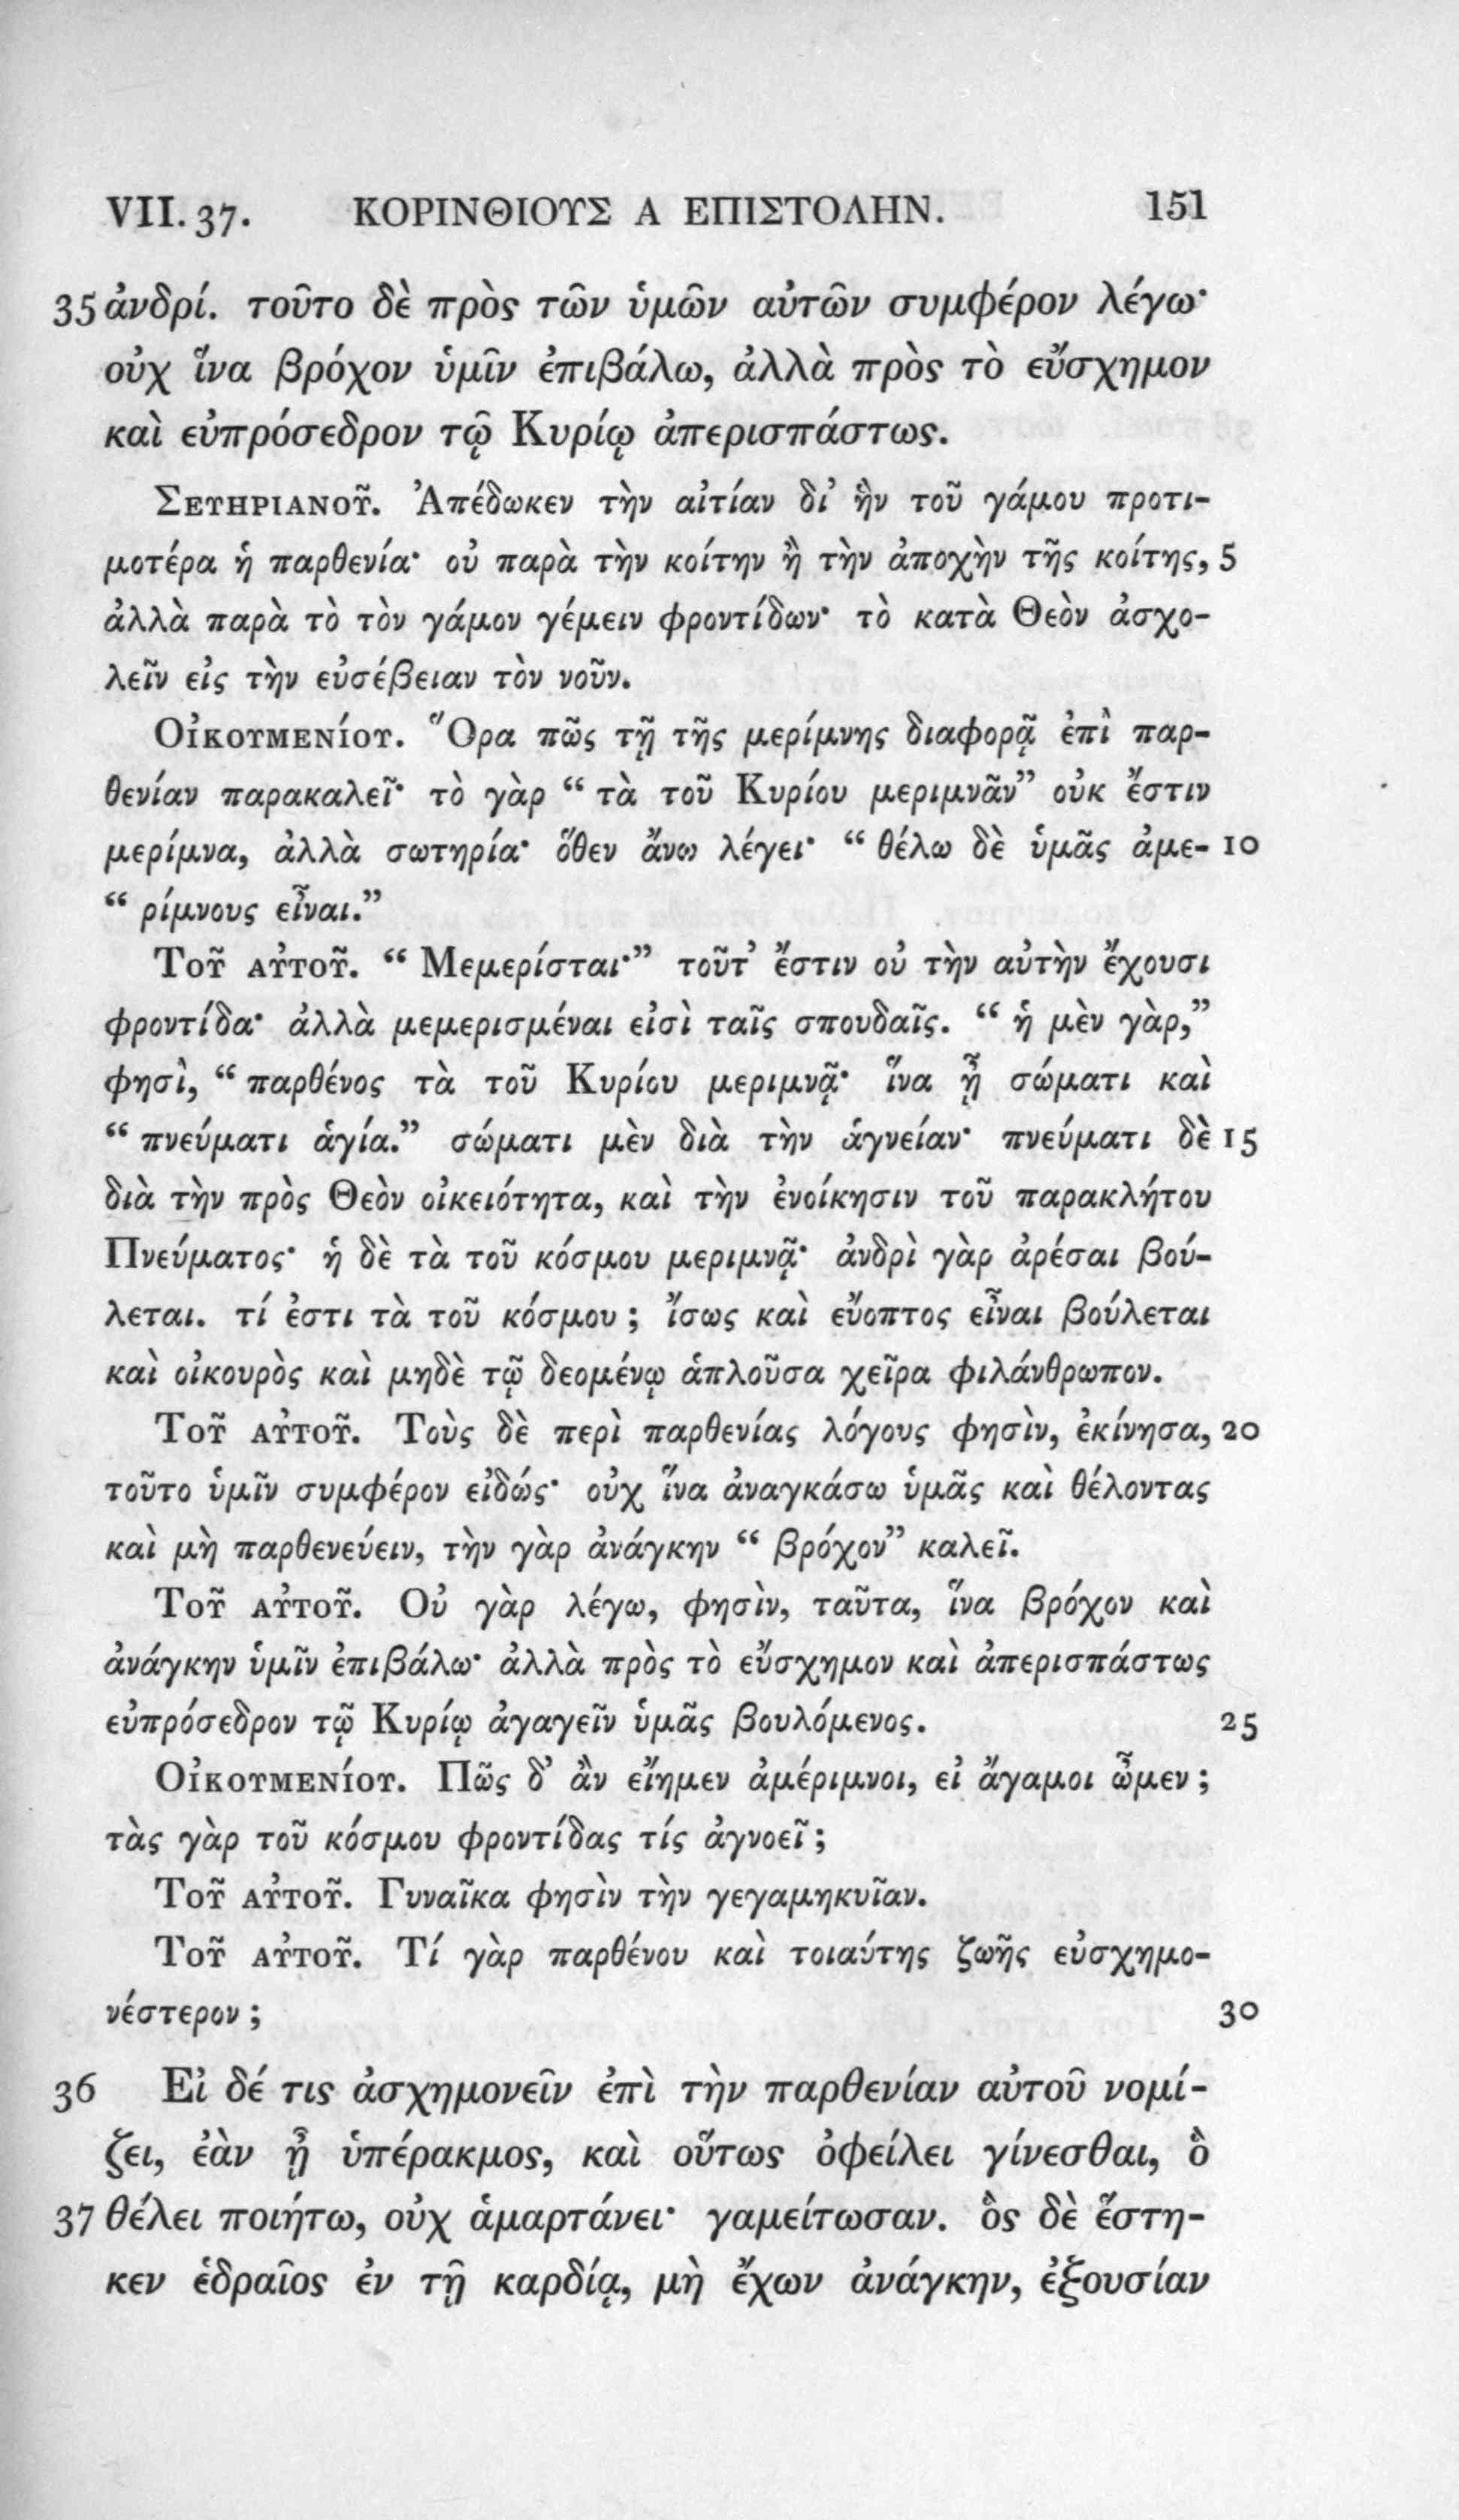 VII. 37. ΚΟΡΙΝΘΙΟΥΣ Α ΕΠΙΣΤΟΛΗΝ. 151
35 ἀνδρί. τοῦτο δὲ πρὸς τῶν ὑμῶν αὐτῶν συμφέρον λέγω·
οὐχ ἵνα βρόχον ὑμῖν ἐπιβάλω, ἀλλὰ πρὸς τὸ εὔσχημον
καὶ εὐπρόσεδρον τῷ Κυρίῳ ἀπερισπάστως.
Σευηριανοῦ. Ἀπέδωκεν τὴν αἰτίαν δι’ ἣν τοῦ γάμου προτι-
μοτέρα ἡ παρθενία· οὐ παρὰ τὴν κοίτην ἢ τὴν ἀποχὴν τῆς κοίτης, 5
ἀλλὰ παρὰ τὸ τὸν γάμον γέμειν φροντίδων· τὸ κατὰ Θεὸν ἀσχο-
λεῖν εἰς τὴν εὐσέβειαν τὸν νοῦν.
Οἰκουμενίου. Ὅρα πῶς τῇ τῆς μερίμνης διαφορᾷ ἐπὶ παρ-
θενίαν παρακαλεῖ· τὸ γὰρ “ τὰ τοῦ Κυρίου μεριμνᾶν” οὐκ ἔστιν
μερίμνα, ἀλλὰ σωτηρία· ὅθεν ἄνω λέγει· “ θέλω δὲ ὑμᾶς ἀμε- 10
“ ρίμνους εἶναι.”
Τοῦ αὐτοῦ. “ Μεμερίσται·” τοῦτ’ ἔστιν οὐ τὴν αὐτὴν ἔχουσι
φροντίδα· ἀλλὰ μεμερισμέναι εἰσὶ ταῖς σπουδαῖς. “ ἡ μὲν γὰρ,”
φησὶ, “ παρθένος τὰ τοῦ Κυρίου μεριμνᾷ· ἵνα ᾖ σώματι καὶ
“ πνεύματι ἁγία.” σώματι μὲν διὰ τὴν ἁγνείαν· πνεύματι δὲ 15
διὰ τὴν πρὸς Θεὸν οἰκειότητα, καὶ τὴν ἐνοίκησιν τοῦ παρακλήτου
Πνεύματος· ἡ δὲ τὰ τοῦ κόσμου μεριμνᾷ· ἀνδρὶ γὰρ ἀρέσαι βού-
λεται. τί ἐστι τὰ τοῦ κόσμου ; ἴσως καὶ εὔοπτος εἶναι βούλεται
καὶ οἰκουρὸς καὶ μηδὲ τῷ δεομένῳ ἁπλοῦσα χεῖρα φιλάνθρωπον.
Τοῦ αὐτοῦ. Τοὺς δὲ περὶ παρθενίας λόγους φησὶν, ἐκίνησα, 20
τοῦτο ὑμῖν συμφέρον εἰδώς· οὐχ ἵνα ἀναγκάσω ὑμᾶς καὶ θέλοντας
καὶ μὴ παρθενεύειν, τὴν γὰρ ἀνάγκην “ βρόχον” καλεῖ.
Τοῦ αὐτοῦ. Οὐ γὰρ λέγω, φησὶν, ταῦτα, ἵνα βρόχον καὶ
ἀνάγκην ὑμῖν ἐπιβάλω· ἀλλὰ πρὸς τὸ εὔσχημον καὶ ἀπερισπάστως
εὐπρόσεδρον τῷ Κυρίῳ ἀγαγεῖν ὑμᾶς βουλόμενος. 25
Οἰκουμενίου. Πῶς δ’ ἂν εἴημεν ἀμέριμνοι, εἰ ἄγαμοι ὦμεν ;
τὰς γὰρ τοῦ κόσμου φροντίδας τίς ἀγνοεῖ ;
Τοῦ αὐτοῦ. Γυναῖκα φησὶν τὴν γεγαμηκυῖαν.
Τοῦ αὐτοῦ. Τί γὰρ παρθένου καὶ τοιαύτης ζωῆς εὐσχημο-
νέστερον ; 30
36 Εἰ δέ τις ἀσχημονεῖν ἐπὶ τὴν παρθενίαν αὐτοῦ νομί-
ζει, ἐὰν ᾖ ὑπέρακμος, καὶ οὕτως ὀφείλει γίνεσθαι, ὃ
37 θέλει ποιήτω, οὐχ ἁμαρτάνει· γαμείτωσαν. ὃς δὲ ἕστη-
κεν ἑδραῖος ἐν τῇ καρδίᾳ, μὴ ἔχων ἀνάγκην, ἐξουσίαν